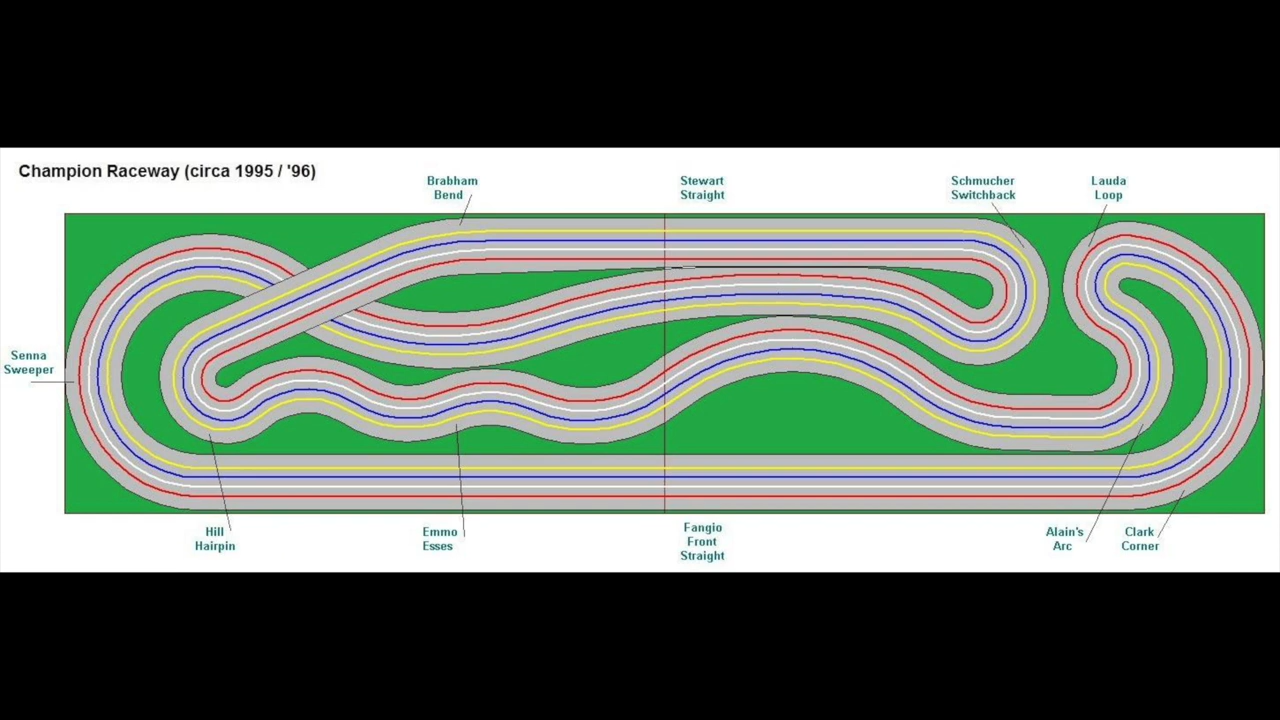 Champion Raceway (circa 1995 / '96)
Brabham
Bend
Stewart
Straight
Schmucher
Switchback
Lauda
Loop
Senna
Sweeper
Hill
Hairpin
Emmo
Esses
Fangio
Front
Straight
Alain's
Arc
Clark
Corner